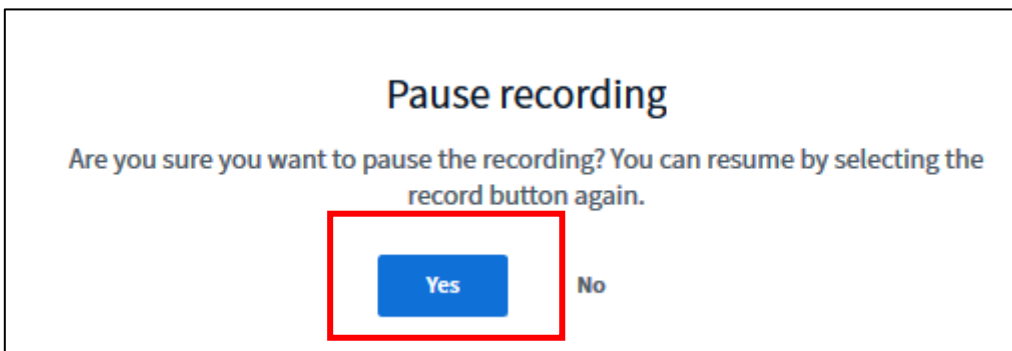 Pause recording
Are you sure you want to pause the recording? You can resume by selecting the
record button again.
Yes No